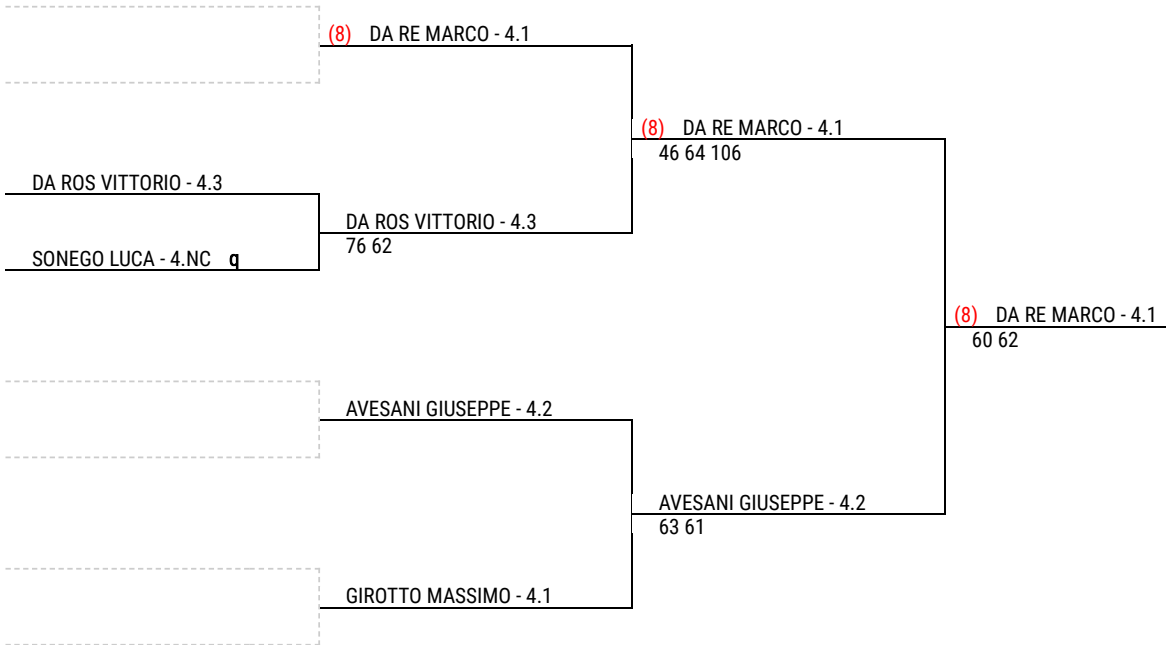 (8) DA RE MARCO - 4.1
(8) DA RE MARCO - 4.1
46 64 106
DA ROS VITTORIO - 4.3
DA ROS VITTORIO - 4.3
76 62
SONEGO LUCA - 4.NC q
(8) DA RE MARCO - 4.1
60 62
AVESANI GIUSEPPE - 4.2
AVESANI GIUSEPPE - 4.2
63 61
GIROTTO MASSIMO - 4.1